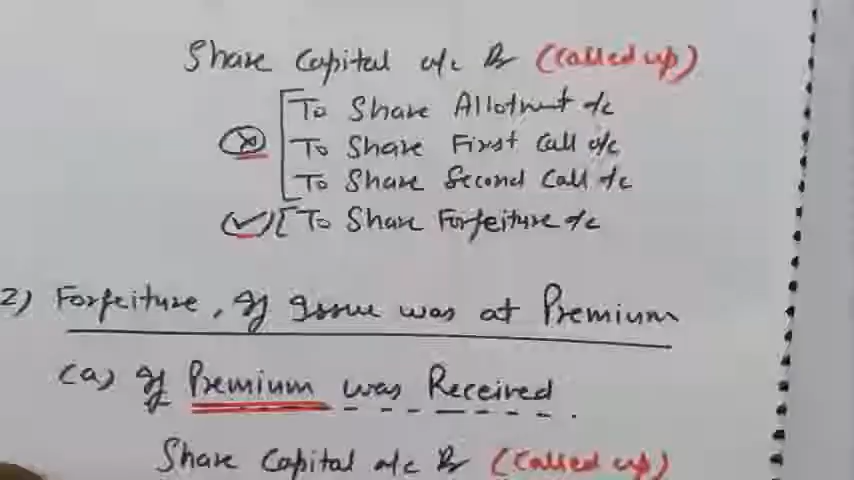 Share Capital a/c Dr (Called up)
To Share Allotment a/c
To Share First Call a/c
To Share Second Call a/c
To Share Forfeiture a/c
2) Forfeiture, If Issue was at Premium
(a) If Premium was Received
Share Capital a/c Dr (Called up)